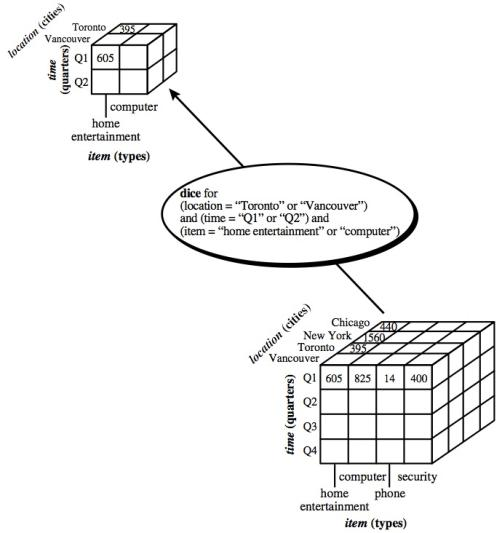 location (cities)
Toronto 395
Vancouver
time (quarters)
Q1 605
Q2
computer
home
entertainment
item (types)
dice for
(location = “Toronto” or “Vancouver”)
and (time = “Q1” or “Q2”) and
(item = “home entertainment” or “computer”)
location (cities)
Chicago 440
New York 1560
Toronto 395
Vancouver
time (quarters)
Q1 605 825 14 400
Q2
Q3
Q4
computer security
home phone
entertainment
item (types)